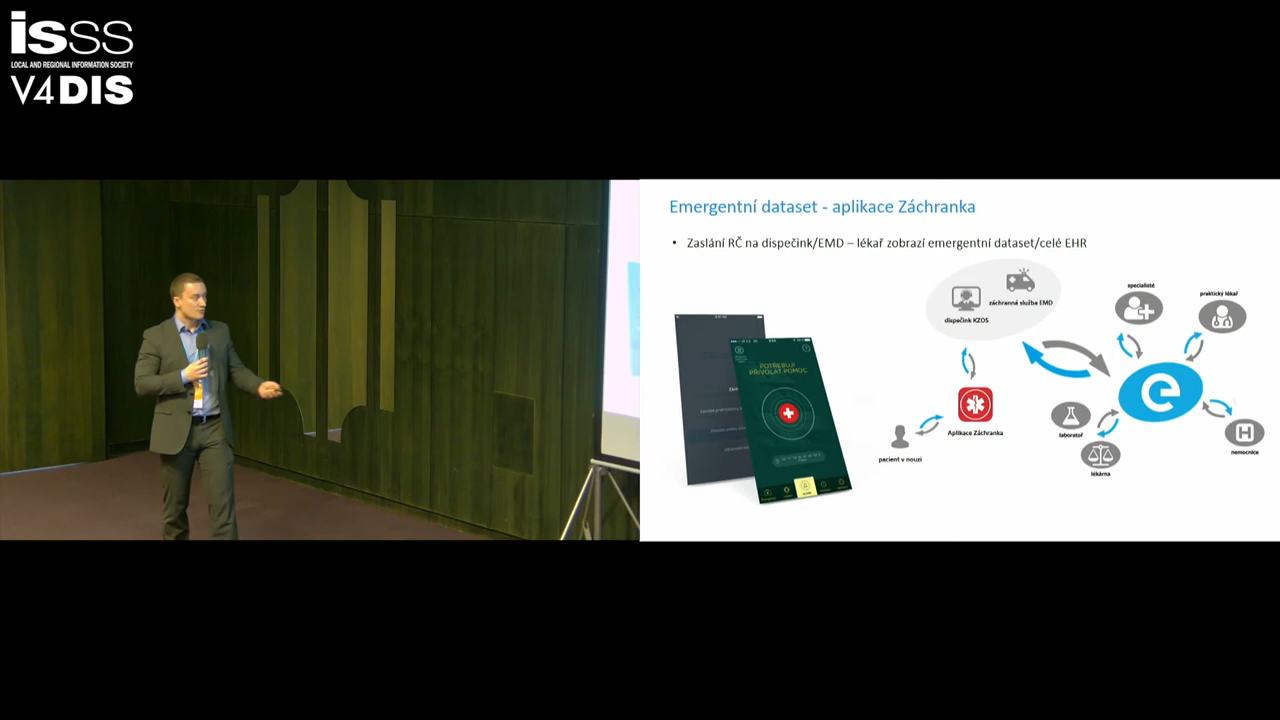 isss
LOCAL AND REGIONAL INFORMATION SOCIETY
V4DIS
Emergentní dataset - aplikace Záchranka
• Zaslání RČ na dispečink/EMD – lékař zobrazí emergentní dataset/celé EHR
záchranná služba EMD
dispečink KZOS
specialisté
praktický lékař
POTŘEBUJI
PŘIVOLAT POMOC
e
Aplikace Záchranka
pacient v nouzi
laboratoř
lékárna
H
nemocnice